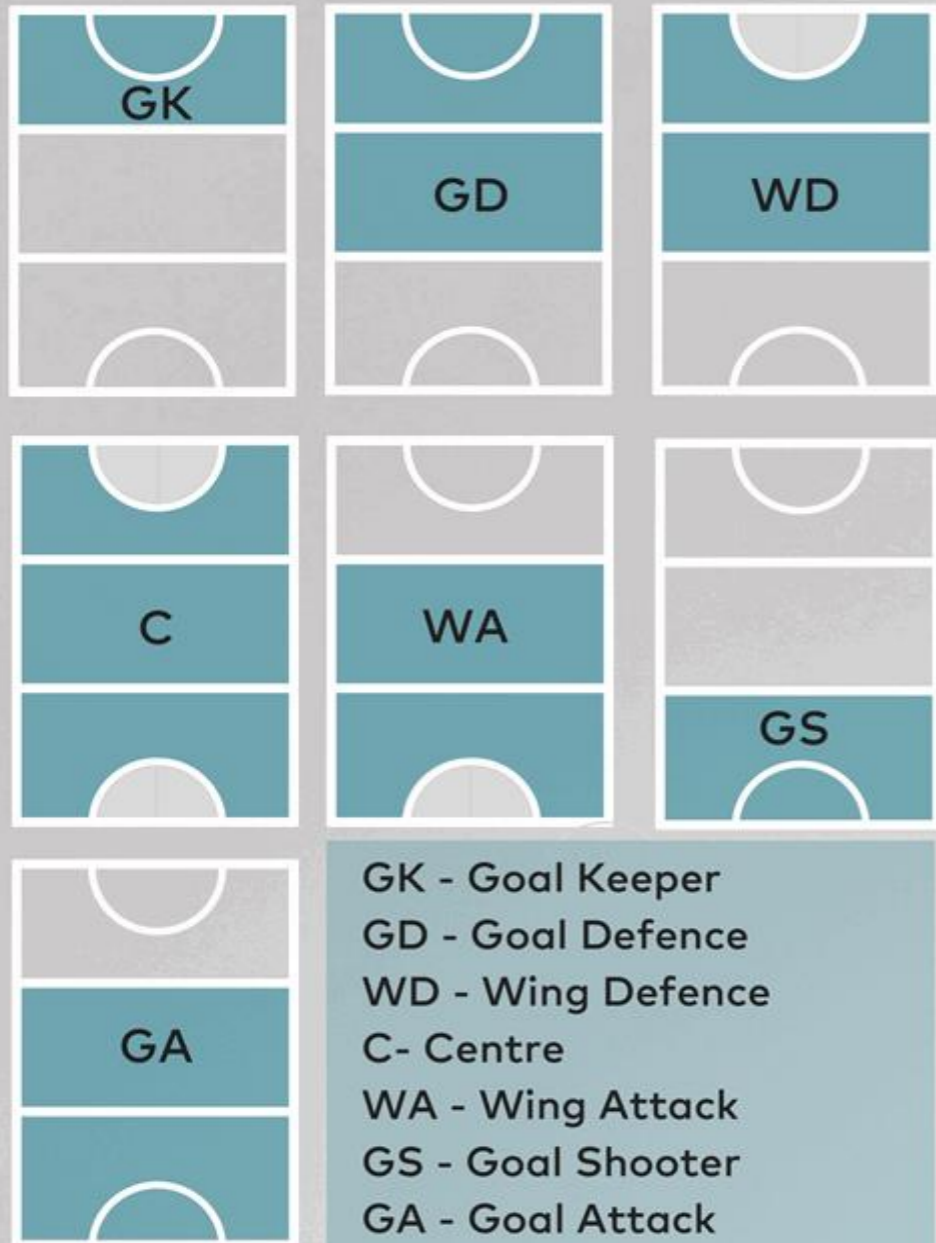 GK
GD
WD
C
WA
GS
GA
GK - Goal Keeper
GD - Goal Defence
WD - Wing Defence
C- Centre
WA - Wing Attack
GS - Goal Shooter
GA - Goal Attack